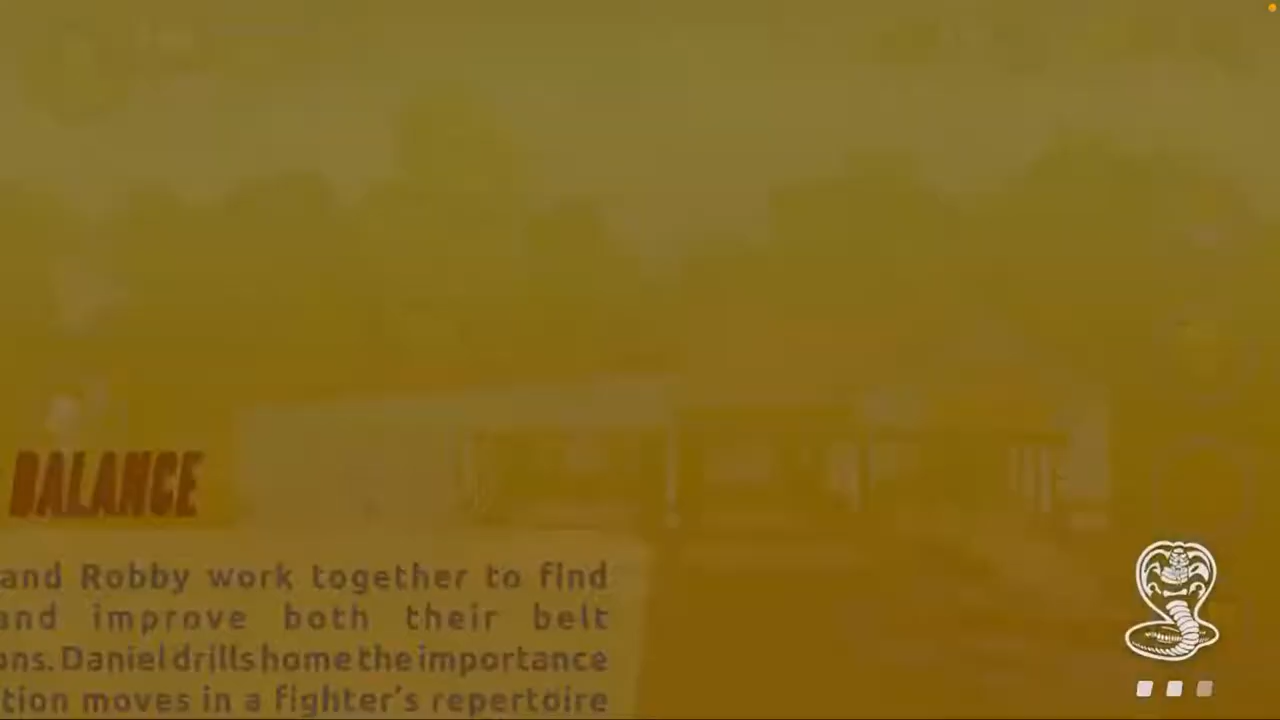 BALANCE
and Robby work together to find
and improve both their belt
ons. Daniel drills home the importance
tion moves in a fighter's repertoire